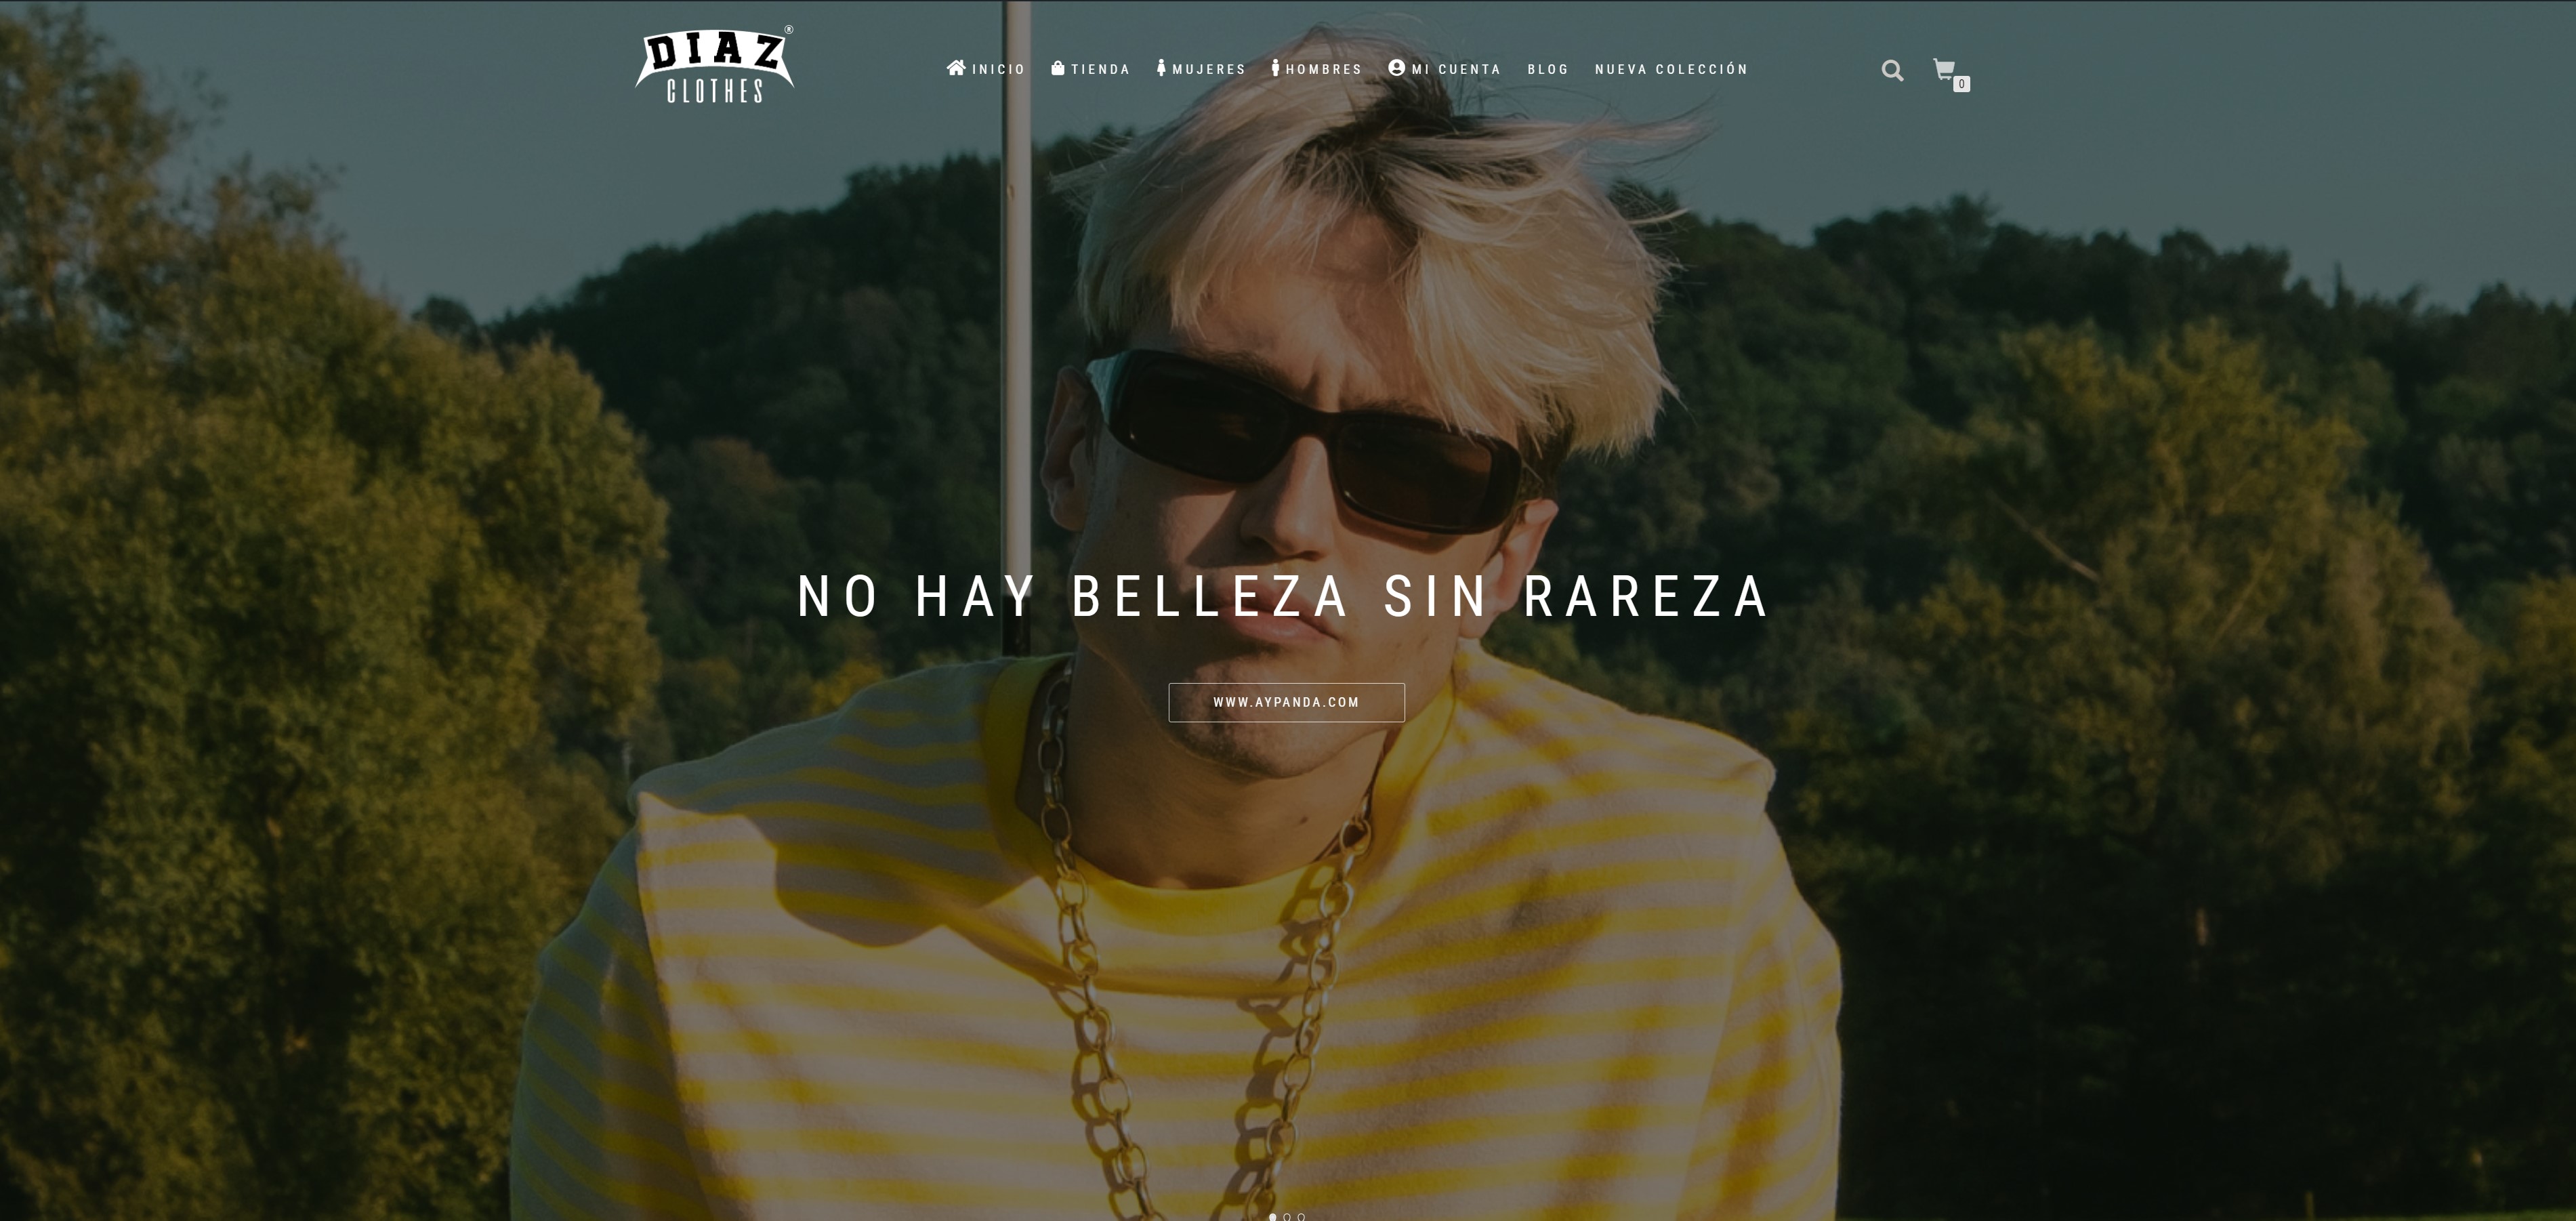 DIAZ®
CLOTHES
INICIO TIENDA MUJERES HOMBRES MI CUENTA BLOG NUEVA COLECCIÓN
0
NO HAY BELLEZA SIN RAREZA
WWW.AYPANDA.COM